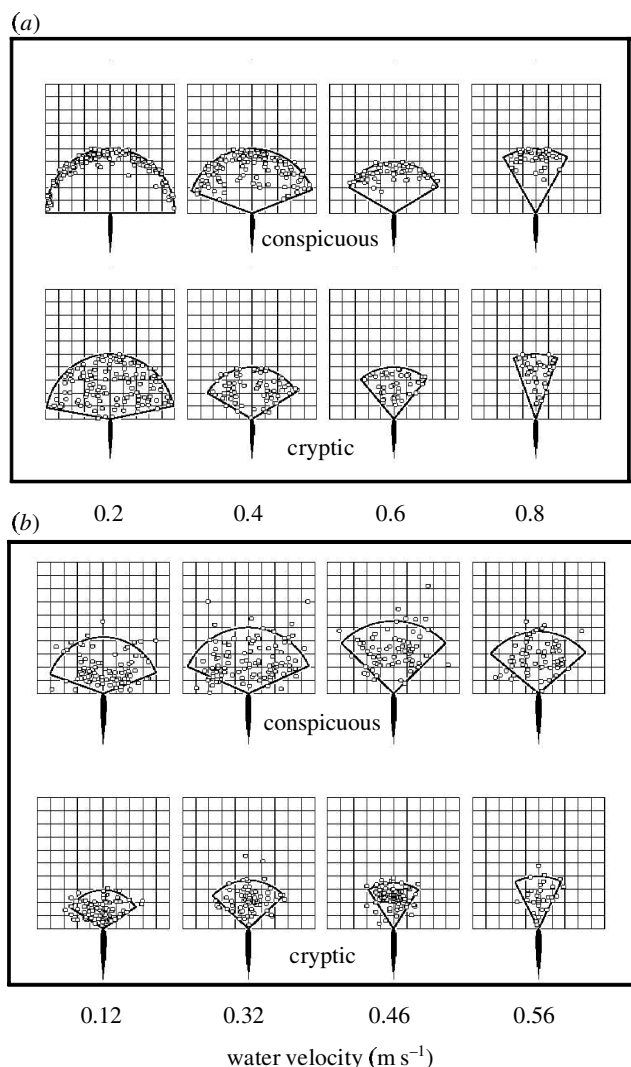 (a)
conspicuous
cryptic
0.2 0.4 0.6 0.8
(b)
conspicuous
cryptic
0.12 0.32 0.46 0.56
water velocity (m s⁻¹)